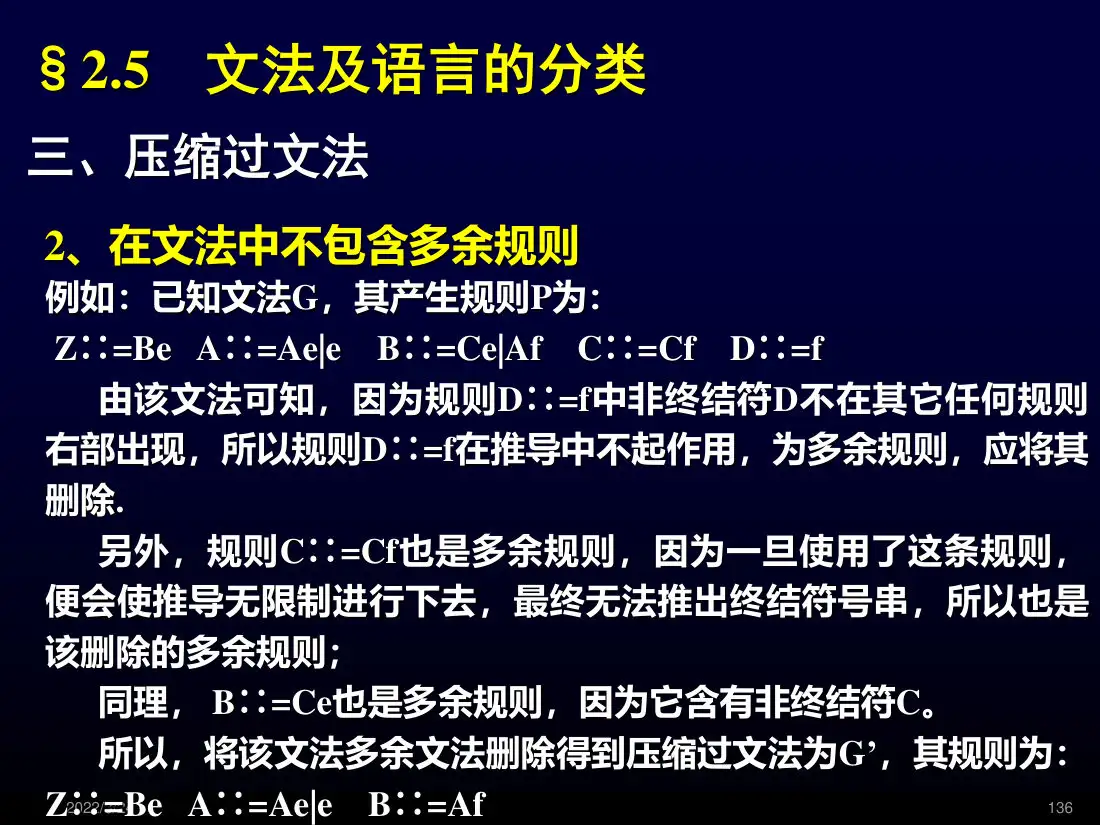 §2.5 文法及语言的分类
三、压缩过文法
2、在文法中不包含多余规则
例如：已知文法G，其产生规则P为：
Z∷=Be A∷=Ae|e B∷=Ce|Af C∷=Cf D∷=f
由该文法可知，因为规则D∷=f中非终结符D不在其它任何规则
右部出现，所以规则D∷=f在推导中不起作用，为多余规则，应将其
删除.
另外，规则C∷=Cf也是多余规则，因为一旦使用了这条规则，
便会使推导无限制进行下去，最终无法推出终结符号串，所以也是
该删除的多余规则；
同理， B∷=Ce也是多余规则，因为它含有非终结符C。
所以，将该文法多余文法删除得到压缩过文法为G’，其规则为：
Z∷=Be A∷=Ae|e B∷=Af
136